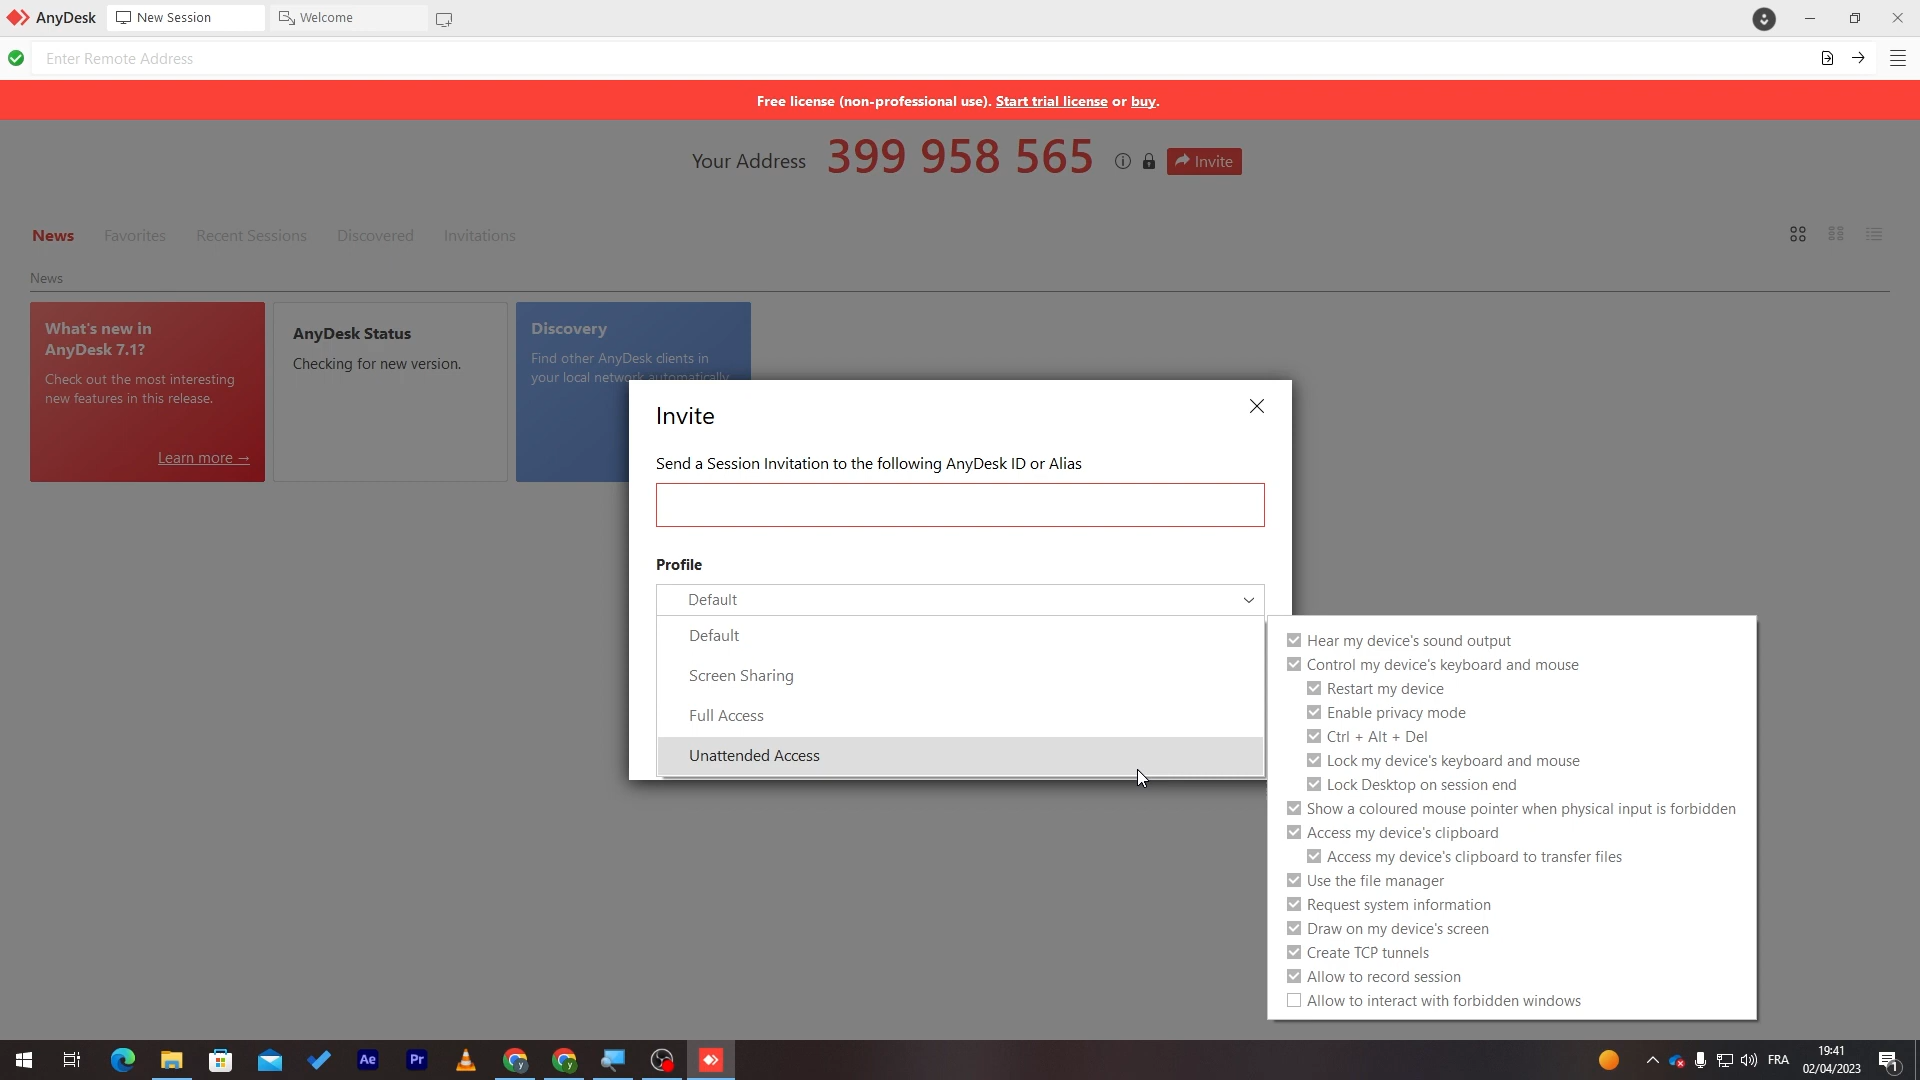 AnyDesk
New Session
Welcome
Enter Remote Address
Free license (non-professional use). Start trial license or buy.
Your Address 399 958 565
Invite
News
Favorites
Recent Sessions
Discovered
Invitations
News
What's new in
AnyDesk 7.1?
Check out the most interesting
new features in this release.
Learn more →
AnyDesk Status
Checking for new version.
Discovery
Find other AnyDesk clients in
your local network automatically.
Invite
Send a Session Invitation to the following AnyDesk ID or Alias
Profile
Default
Default
Screen Sharing
Full Access
Unattended Access
Hear my device's sound output
Control my device's keyboard and mouse
Restart my device
Enable privacy mode
Ctrl + Alt + Del
Lock my device's keyboard and mouse
Lock Desktop on session end
Show a coloured mouse pointer when physical input is forbidden
Access my device's clipboard
Access my device's clipboard to transfer files
Use the file manager
Request system information
Draw on my device's screen
Create TCP tunnels
Allow to record session
Allow to interact with forbidden windows
Ae
Pr
FRA
19:41
02/04/2023
1